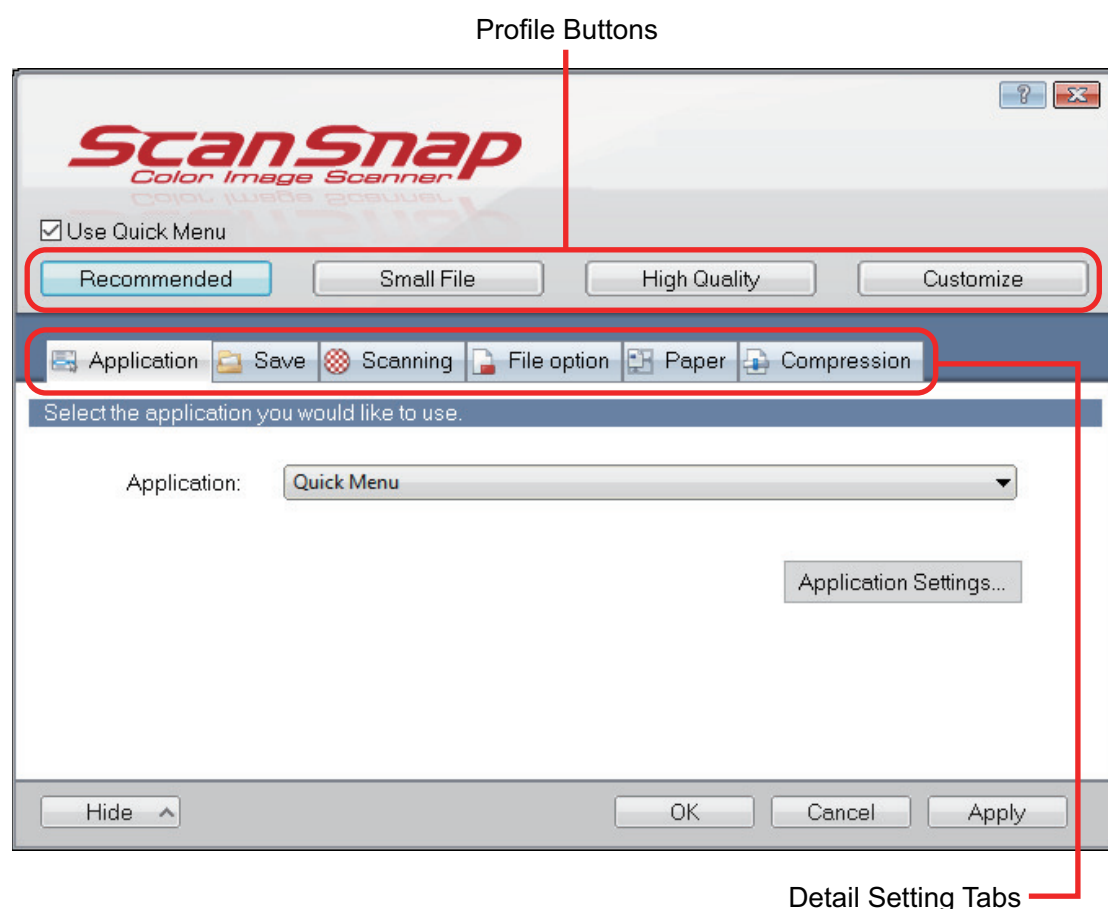 Profile Buttons
ScanSnap
Color Image Scanner
Use Quick Menu
Recommended Small File High Quality Customize
Application Save Scanning File option Paper Compression
Select the application you would like to use.
Application: Quick Menu
Application Settings...
Hide OK Cancel Apply
Detail Setting Tabs